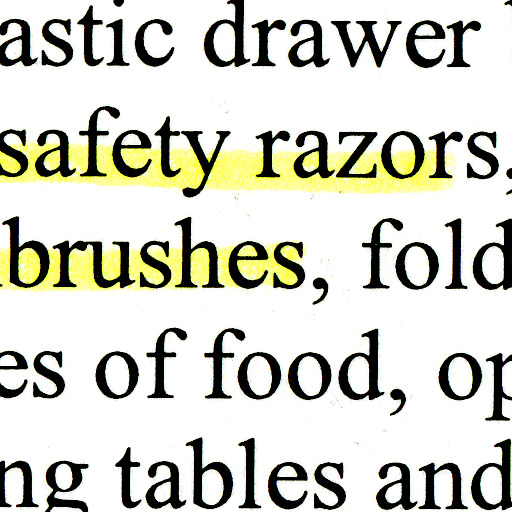 astic drawer
safety razors,
brushes, fold
es of food, op
ng tables and